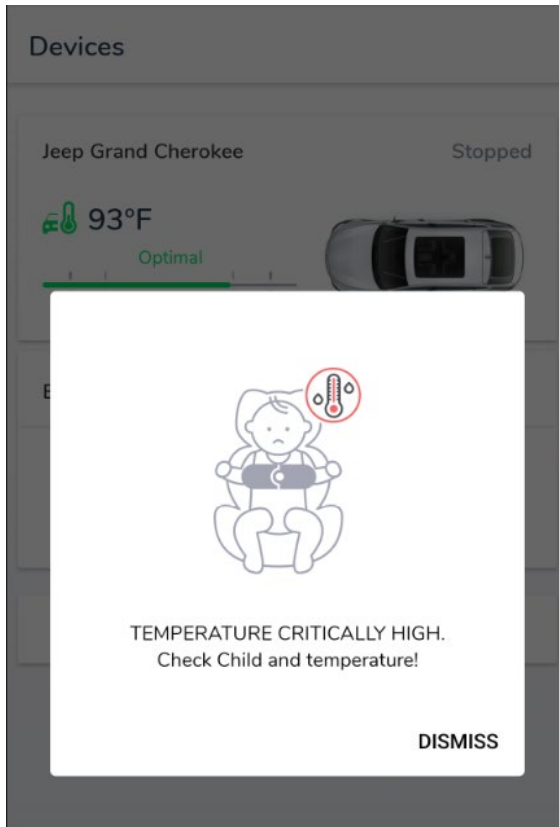 Devices
Jeep Grand Cherokee
Stopped
93°F
Optimal
TEMPERATURE CRITICALLY HIGH.
Check Child and temperature!
DISMISS